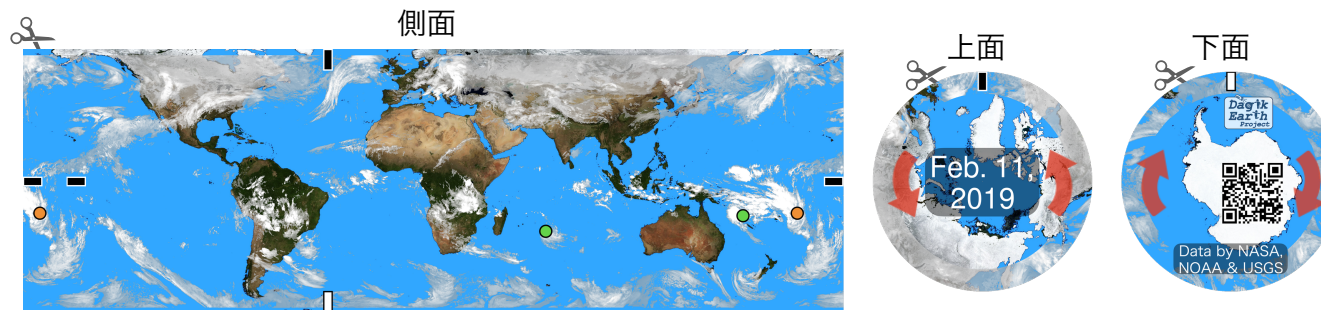 側面
上面
下面
Feb. 11,
2019
Dagik
Earth
Project
Data by NASA,
NOAA & USGS